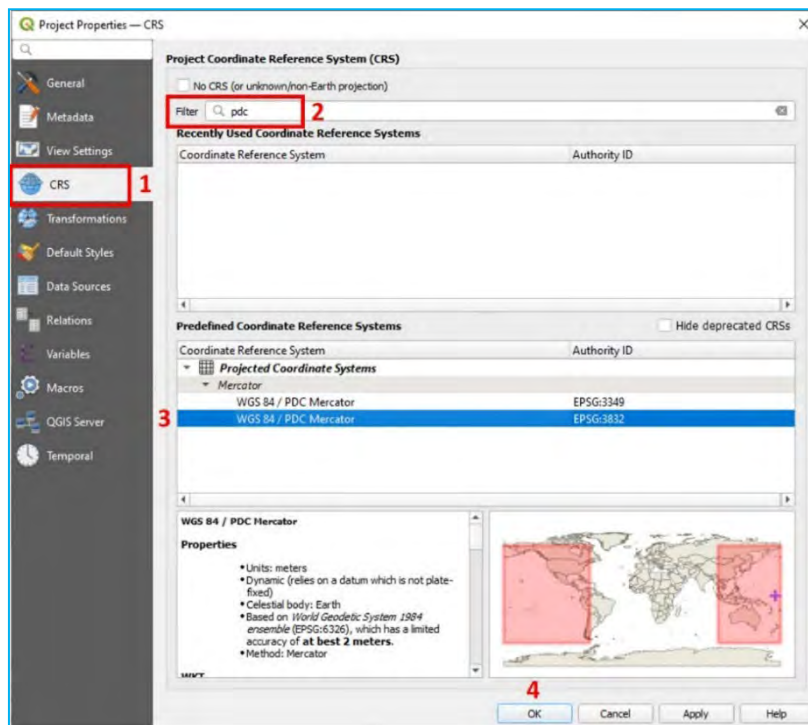 Project Properties — CRS
General
Metadata
View Settings
CRS
1
Transformations
Default Styles
Data Sources
Relations
Variables
Macros
QGIS Server
Temporal
Project Coordinate Reference System (CRS)
No CRS (or unknown/non-Earth projection)
Filter pdc
2
Recently Used Coordinate Reference Systems
Coordinate Reference System Authority ID
Predefined Coordinate Reference Systems Hide deprecated CRSs
Coordinate Reference System Authority ID
Projected Coordinate Systems
Mercator
WGS 84 / PDC Mercator EPSG:3349
3 WGS 84 / PDC Mercator EPSG:3832
WGS 84 / PDC Mercator
Properties
•Units: meters
•Dynamic (relies on a datum which is not plate-
fixed)
•Celestial body: Earth
•Based on World Geodetic System 1984
ensemble (EPSG:6326), which has a limited
accuracy of at best 2 meters.
•Method: Mercator
WKT
4
OK Cancel Apply Help